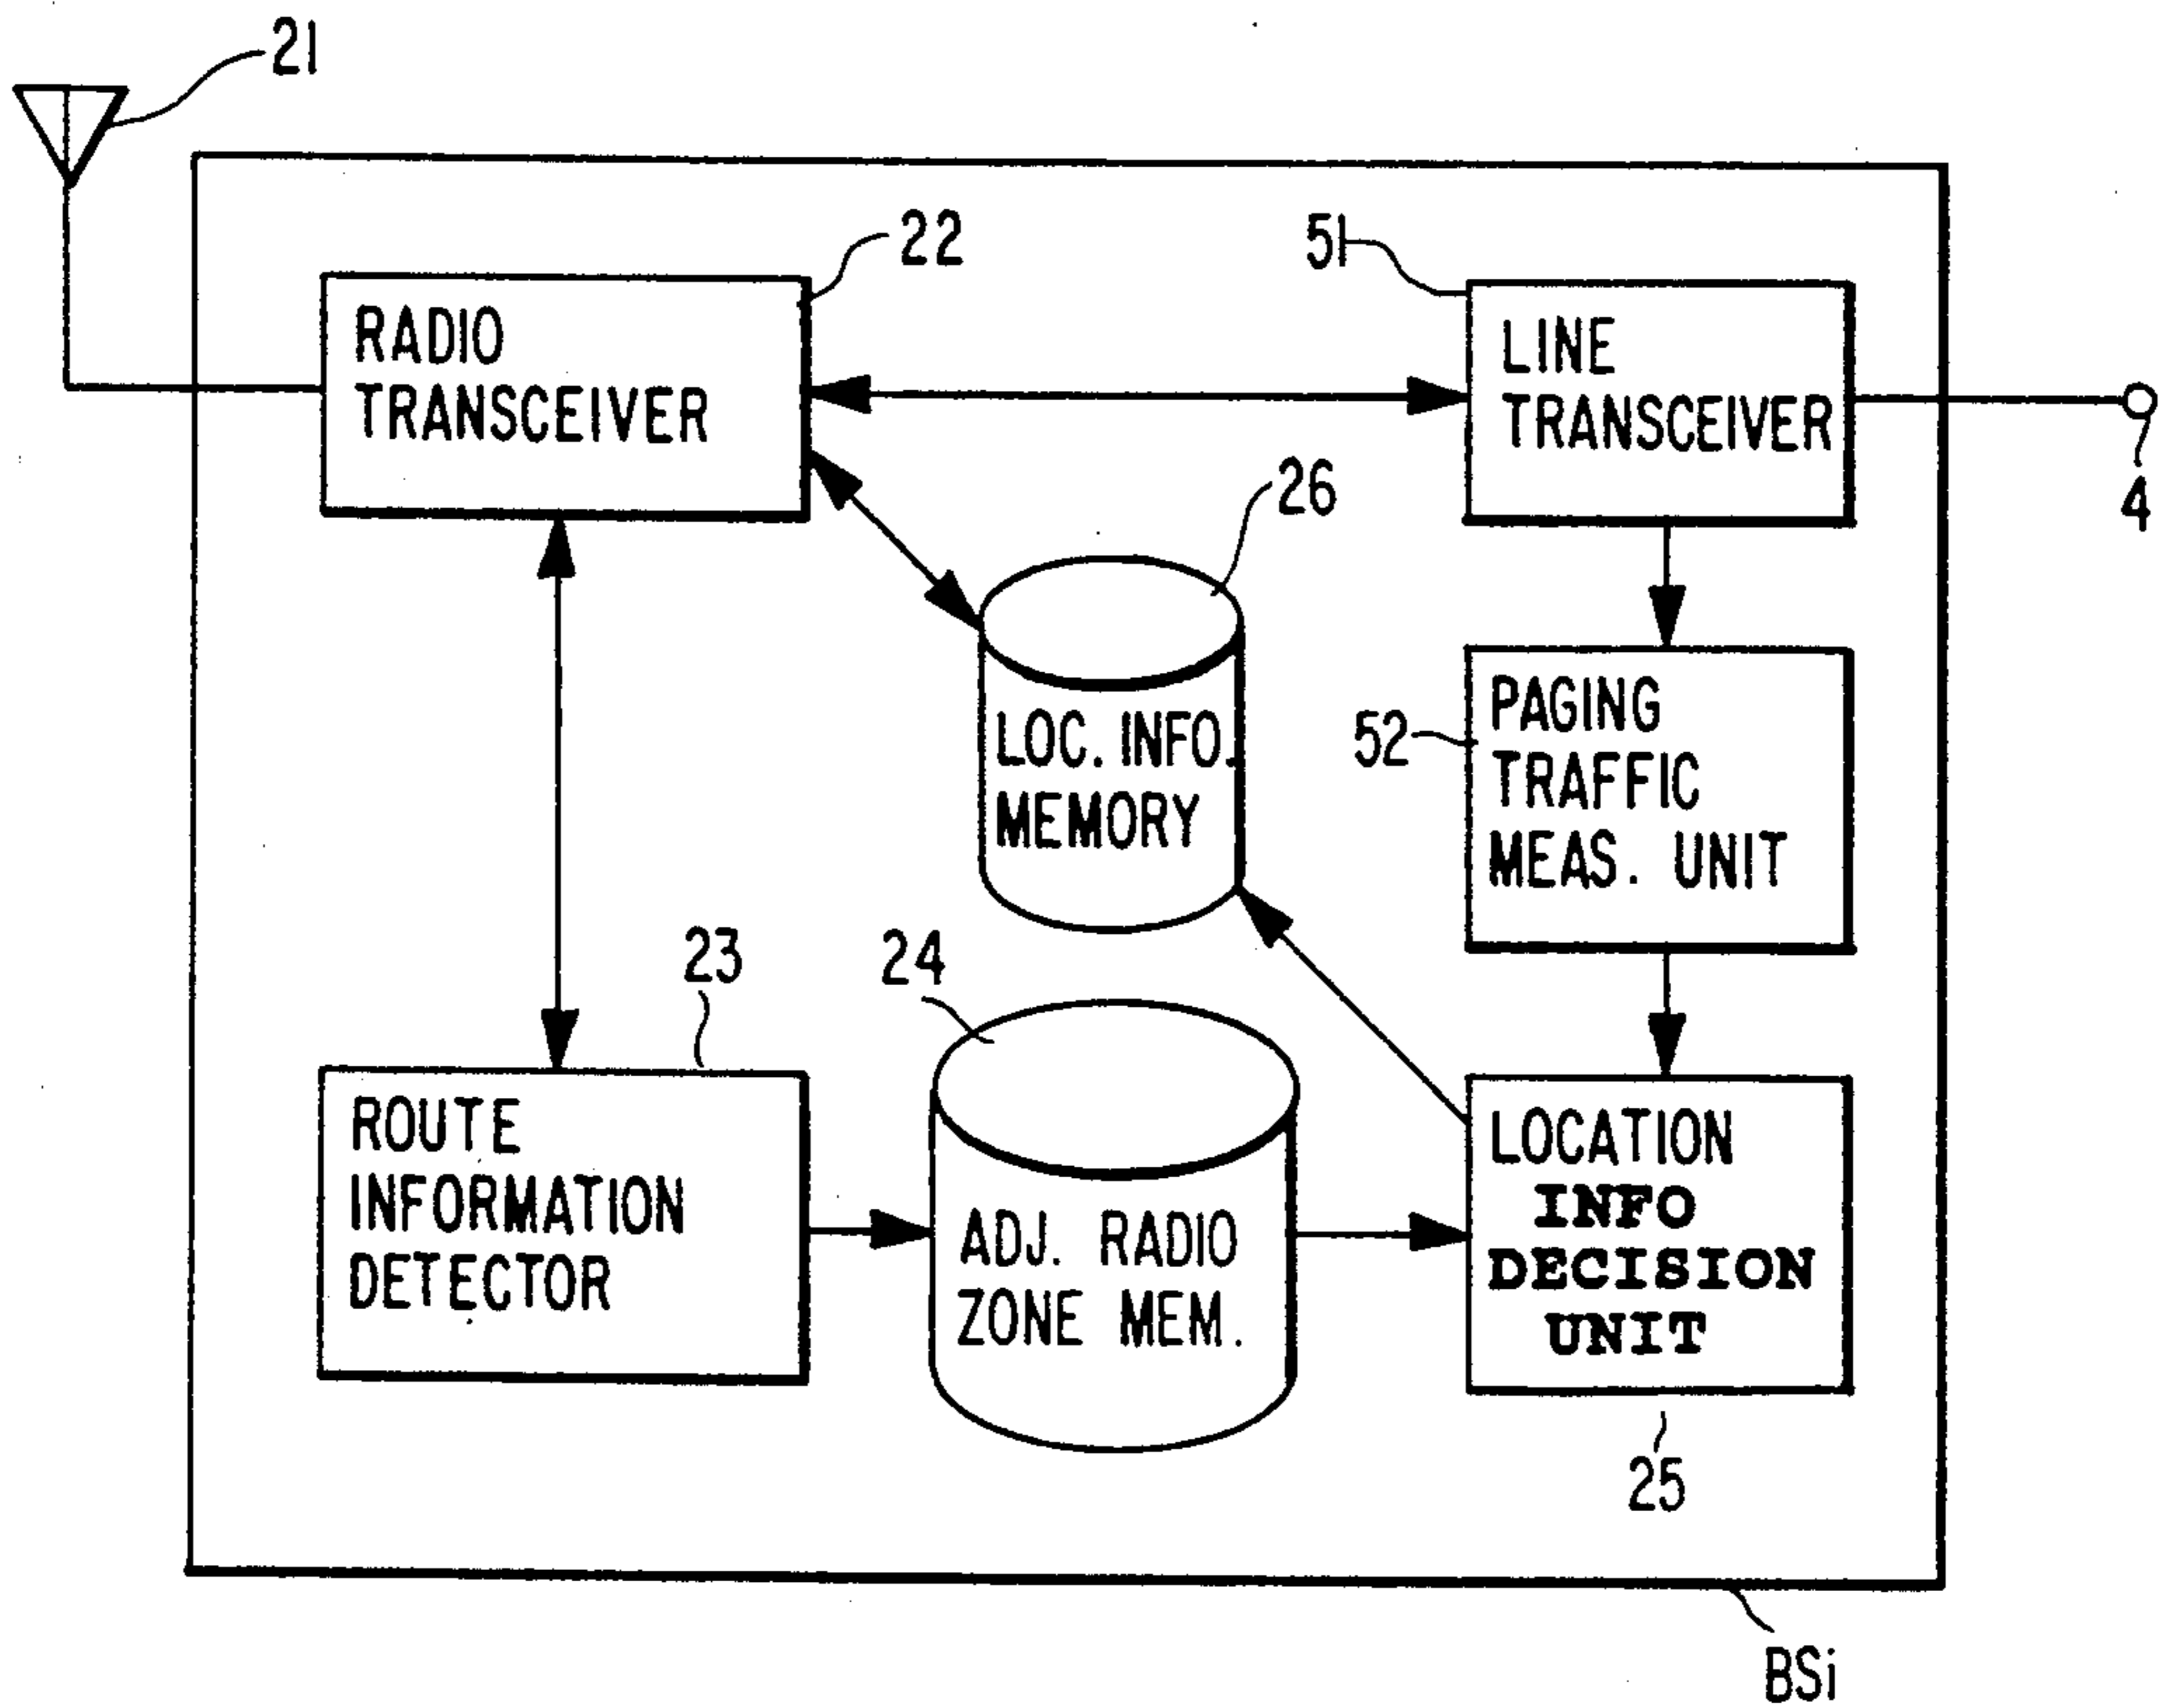 21
22
51
RADIO
TRANSCEIVER
LINE
TRANSCEIVER
4
26
LOC. INFO.
MEMORY
52
PAGING
TRAFFIC
MEAS. UNIT
23
24
ROUTE
INFORMATION
DETECTOR
ADJ. RADIO
ZONE MEM.
LOCATION
INFO
DECISION
UNIT
25
BSi